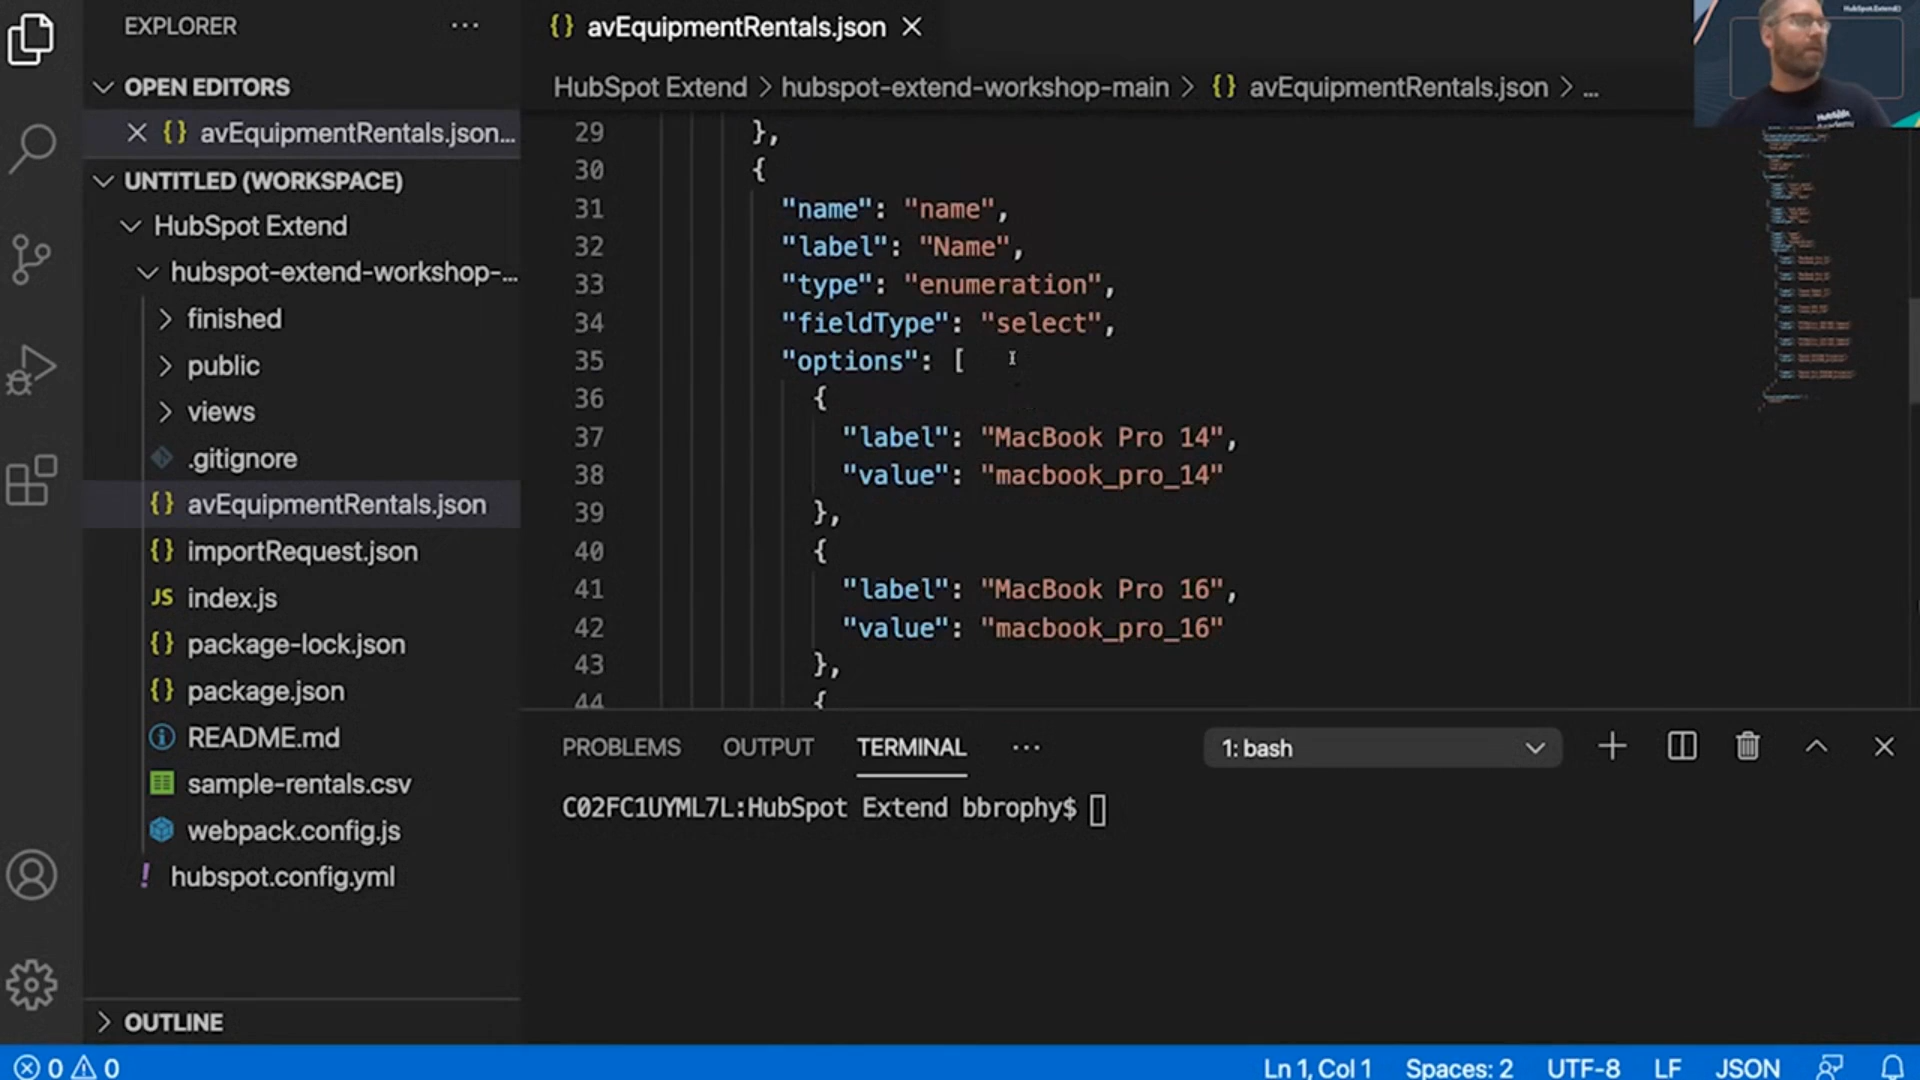 EXPLORER
OPEN EDITORS
avEquipmentRentals.json...
UNTITLED (WORKSPACE)
HubSpot Extend
hubspot-extend-workshop-...
finished
public
views
.gitignore
avEquipmentRentals.json
importRequest.json
JS index.js
package-lock.json
package.json
README.md
sample-rentals.csv
webpack.config.js
! hubspot.config.yml
OUTLINE
{} avEquipmentRentals.json
HubSpot Extend > hubspot-extend-workshop-main > {} avEquipmentRentals.json > ...
29 },
30 {
31 "name": "name",
32 "label": "Name",
33 "type": "enumeration",
34 "fieldType": "select",
35 "options": [
36 {
37 "label": "MacBook Pro 14",
38 "value": "macbook_pro_14"
39 },
40 {
41 "label": "MacBook Pro 16",
42 "value": "macbook_pro_16"
43 },
44 {
PROBLEMS OUTPUT TERMINAL ... 1: bash
C02FC1UYML7L:HubSpot Extend bbrophy$
0 0 Ln 1, Col 1 Spaces: 2 UTF-8 LF JSON